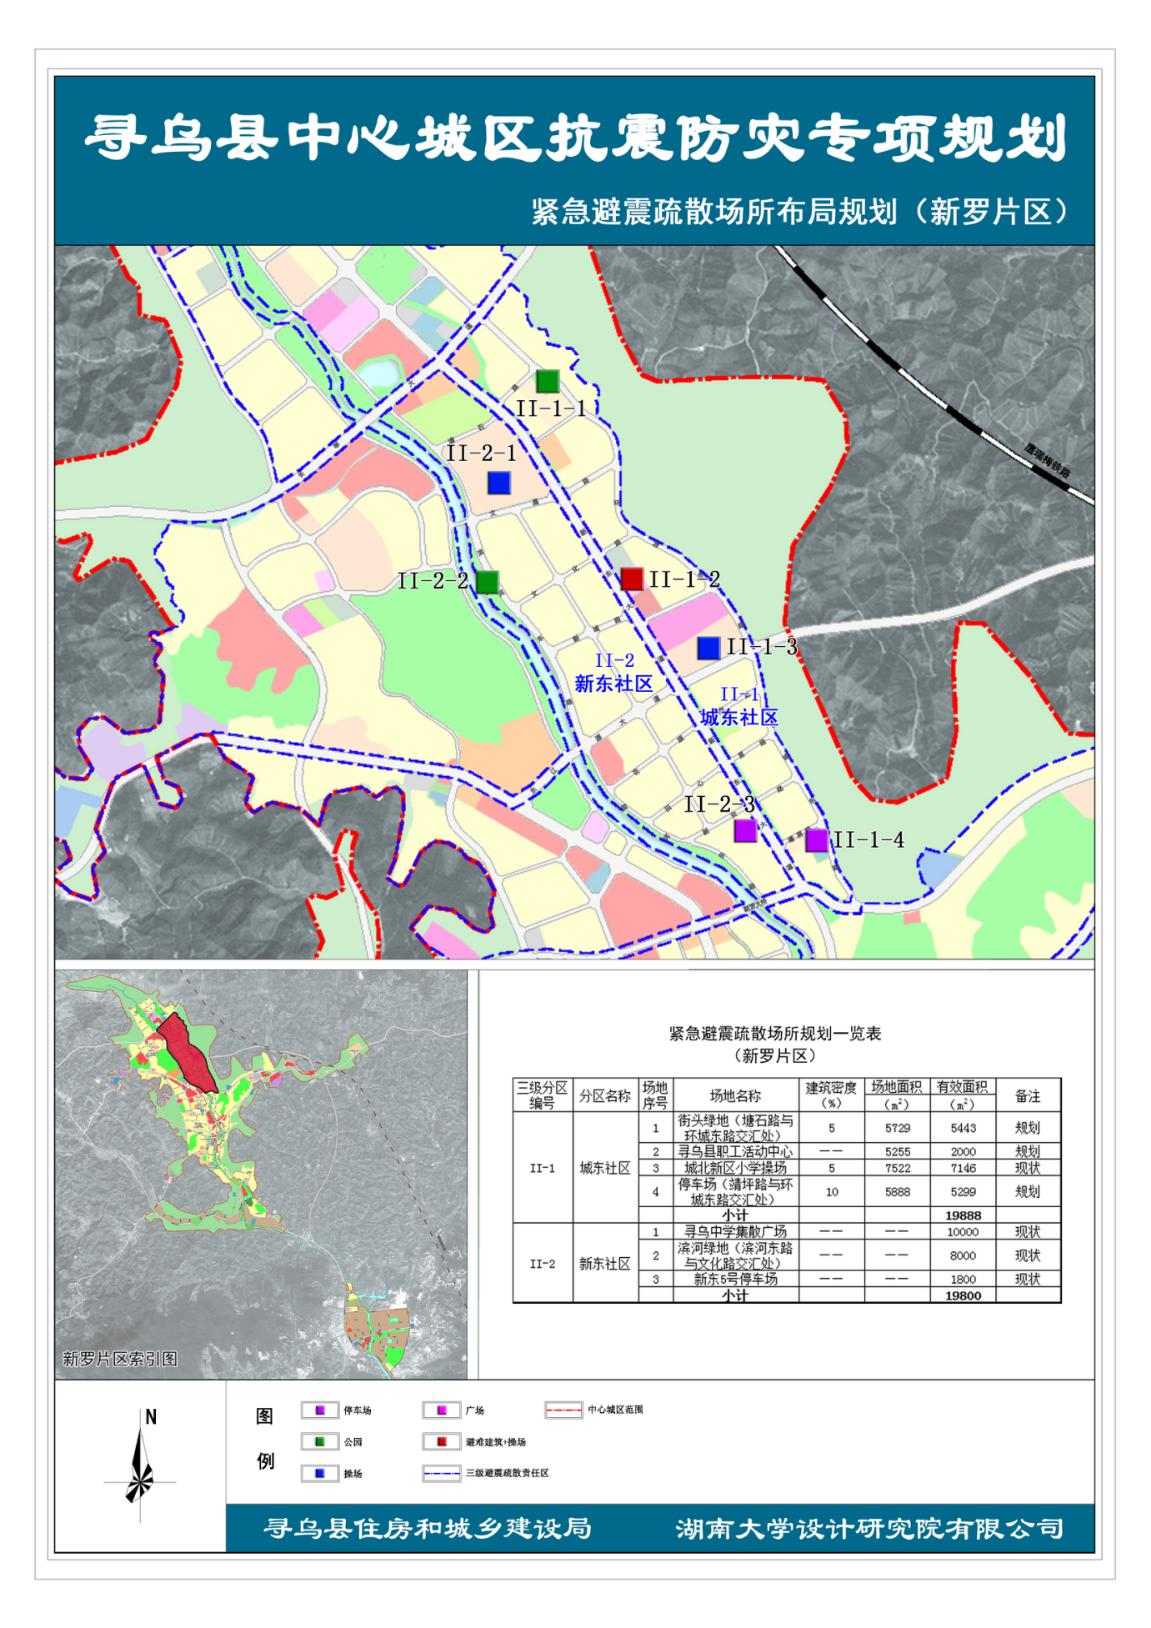 寻乌县中心城区抗震防灾专项规划
紧急避震疏散场所布局规划（新罗片区）
唐瑞梅铁路
II-1-1
II-2-1
II-1-2
II-2-2
II-1-3
II-2
新东社区
II-1
城东社区
II-2-3
II-1-4
新罗片区索引图
紧急避震疏散场所规划一览表
（新罗片区）
三级分区编号 分区名称 场地序号 场地名称 建筑密度（%） 场地面积（㎡） 有效面积（㎡） 备注
II-1 城东社区
1 街头绿地（塘石路与环城东路交汇处） 5 5729 5443 规划
2 寻乌县职工活动中心 —— 5255 2000 规划
3 城北新区小学操场 5 7522 7146 现状
4 停车场（靖坪路与环城东路交汇处） 10 5888 5299 规划
小计 19888
II-2 新东社区
1 寻乌中学集散广场 —— —— 10000 现状
2 滨河绿地（滨河东路与文化路交汇处） —— —— 8000 现状
3 新东5号停车场 —— —— 1800 现状
小计 19800
N
图例
停车场 广场 中心城区范围
公园 避难建筑+操场
操场 三级避震疏散责任区
寻乌县住房和城乡建设局 湖南大学设计研究院有限公司